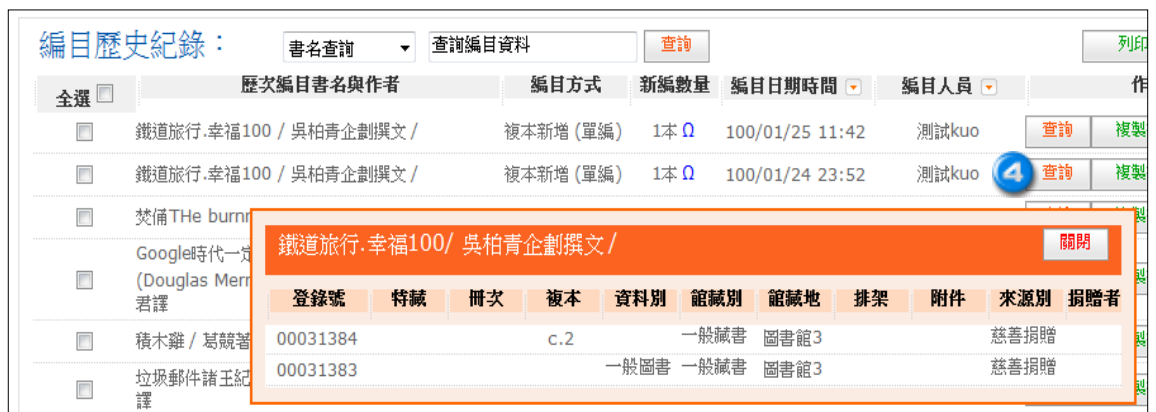 編目歷史紀錄： 書名查詢 查詢編目資料 查詢 列印
全選 歷次編目書名與作者 編目方式 新編數量 編目日期時間 編目人員 作
鐵道旅行.幸福100 / 吳柏青企劃撰文 / 複本新增 (單編) 1本 Ω 100/01/25 11:42 測試kuo 查詢 複製
鐵道旅行.幸福100 / 吳柏青企劃撰文 / 複本新增 (單編) 1本 Ω 100/01/24 23:52 測試kuo 4 查詢 複製
焚俑THe burnr
Google時代一定
(Douglas Merr
君譯
積木雞 / 葛競著
垃圾郵件諸王紀
譯
鐵道旅行.幸福100/ 吳柏青企劃撰文 / 關閉
登錄號 特藏 冊次 複本 資料別 館藏別 館藏地 排架 附件 來源別 捐贈者
00031384 c.2 一般藏書 圖書館3 慈善捐贈
00031383 一般圖書 一般藏書 圖書館3 慈善捐贈